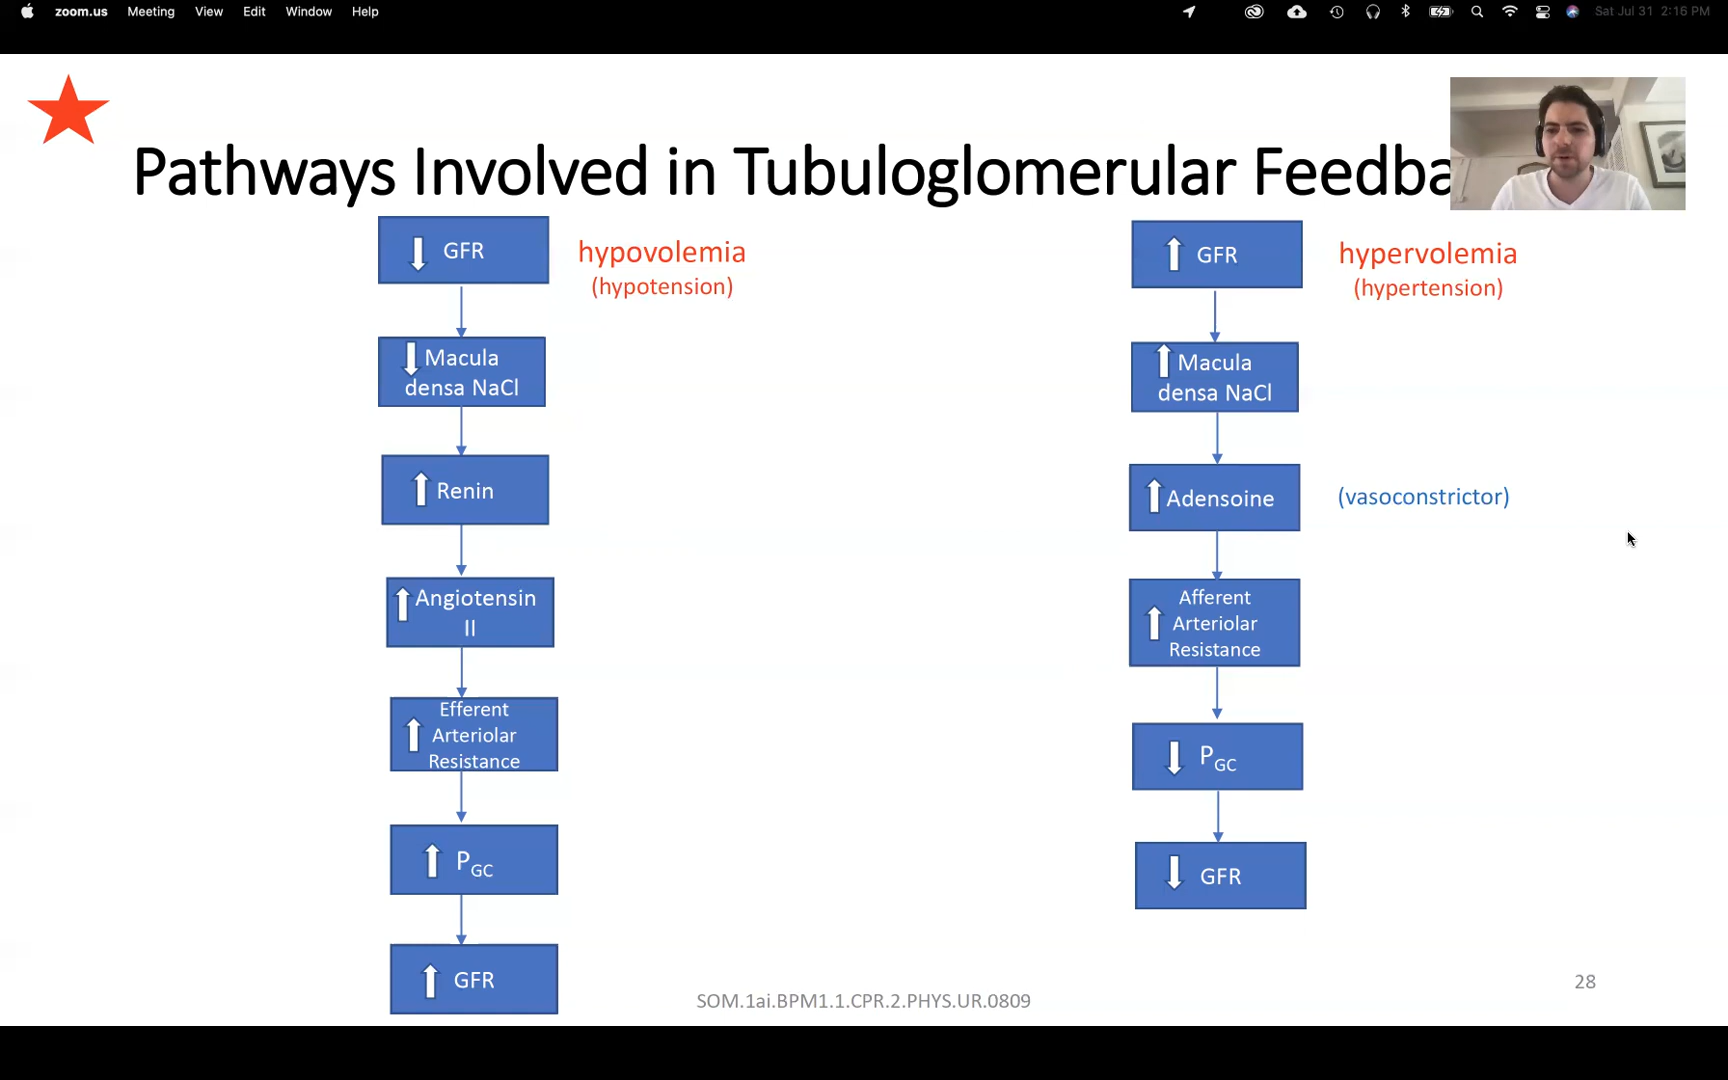 zoom.us Meeting View Edit Window Help Sat Jul 31 2:16 PM
Pathways Involved in Tubuloglomerular Feedba
GFR
hypovolemia
(hypotension)
Macula
densa NaCl
Renin
Angiotensin
II
Efferent
Arteriolar
Resistance
PGC
GFR
GFR
hypervolemia
(hypertension)
Macula
densa NaCl
Adensoine
(vasoconstrictor)
Afferent
Arteriolar
Resistance
PGC
GFR
SOM.1ai.BPM1.1.CPR.2.PHYS.UR.0809
28